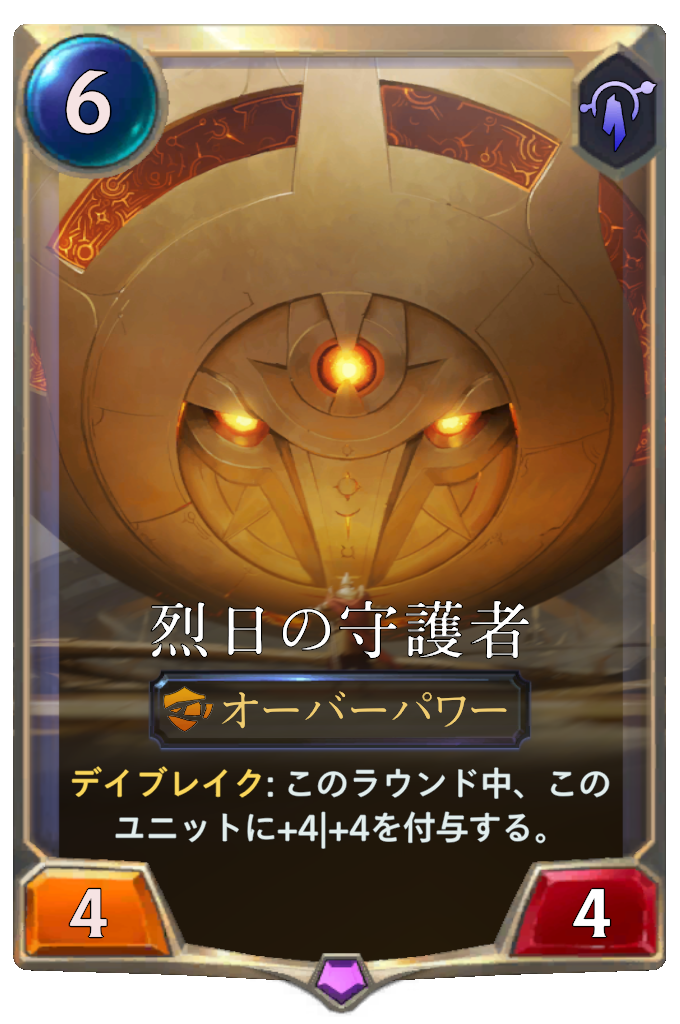 6
烈日の守護者
オーバーパワー
デイブレイク: このラウンド中、この
ユニットに+4|+4を付与する。
4
4